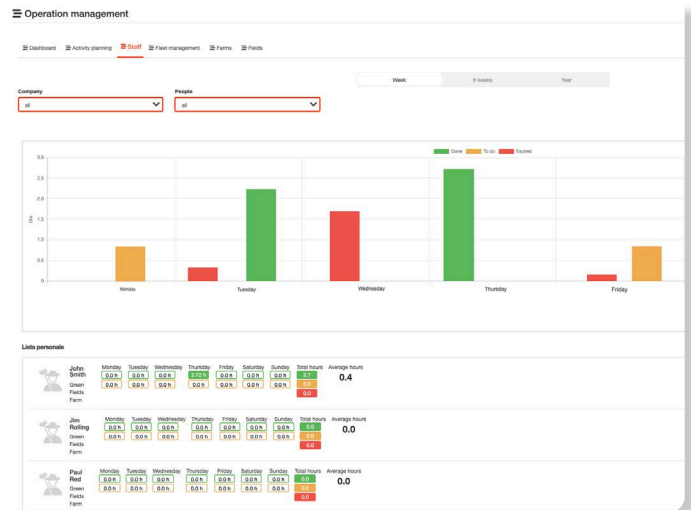 Operation management
Dashboard Activity planning Staff Fleet management Farms Fields
Week 6 weeks Year
Company People
all all
Done To do Expired
3.0
2.5
2.0
1.5
1.0
0.5
0
Ore
Monday Tuesday Wednesday Thursday Friday
Lista personale
John Smith
Green Fields Farm
Monday Tuesday Wednesday Thursday Friday Saturday Sunday Total hours Average hours
0.0 h 0.0 h 0.0 h 2.72 h 0.0 h 0.0 h 0.0 h 2.7 0.4
0.0 h 0.0 h 0.0 h 0.0 h 0.0 h 0.0 h 0.0 h 0.0
0.0
Jim Rolling
Green Fields Farm
Monday Tuesday Wednesday Thursday Friday Saturday Sunday Total hours Average hours
0.0 h 0.0 h 0.0 h 0.0 h 0.0 h 0.0 h 0.0 h 0.0 0.0
0.0 h 0.0 h 0.0 h 0.0 h 0.0 h 0.0 h 0.0 h 0.0
0.0
Paul Red
Green Fields Farm
Monday Tuesday Wednesday Thursday Friday Saturday Sunday Total hours Average hours
0.0 h 0.0 h 0.0 h 0.0 h 0.0 h 0.0 h 0.0 h 0.0 0.0
0.0 h 0.0 h 0.0 h 0.0 h 0.0 h 0.0 h 0.0 h 0.0
0.0